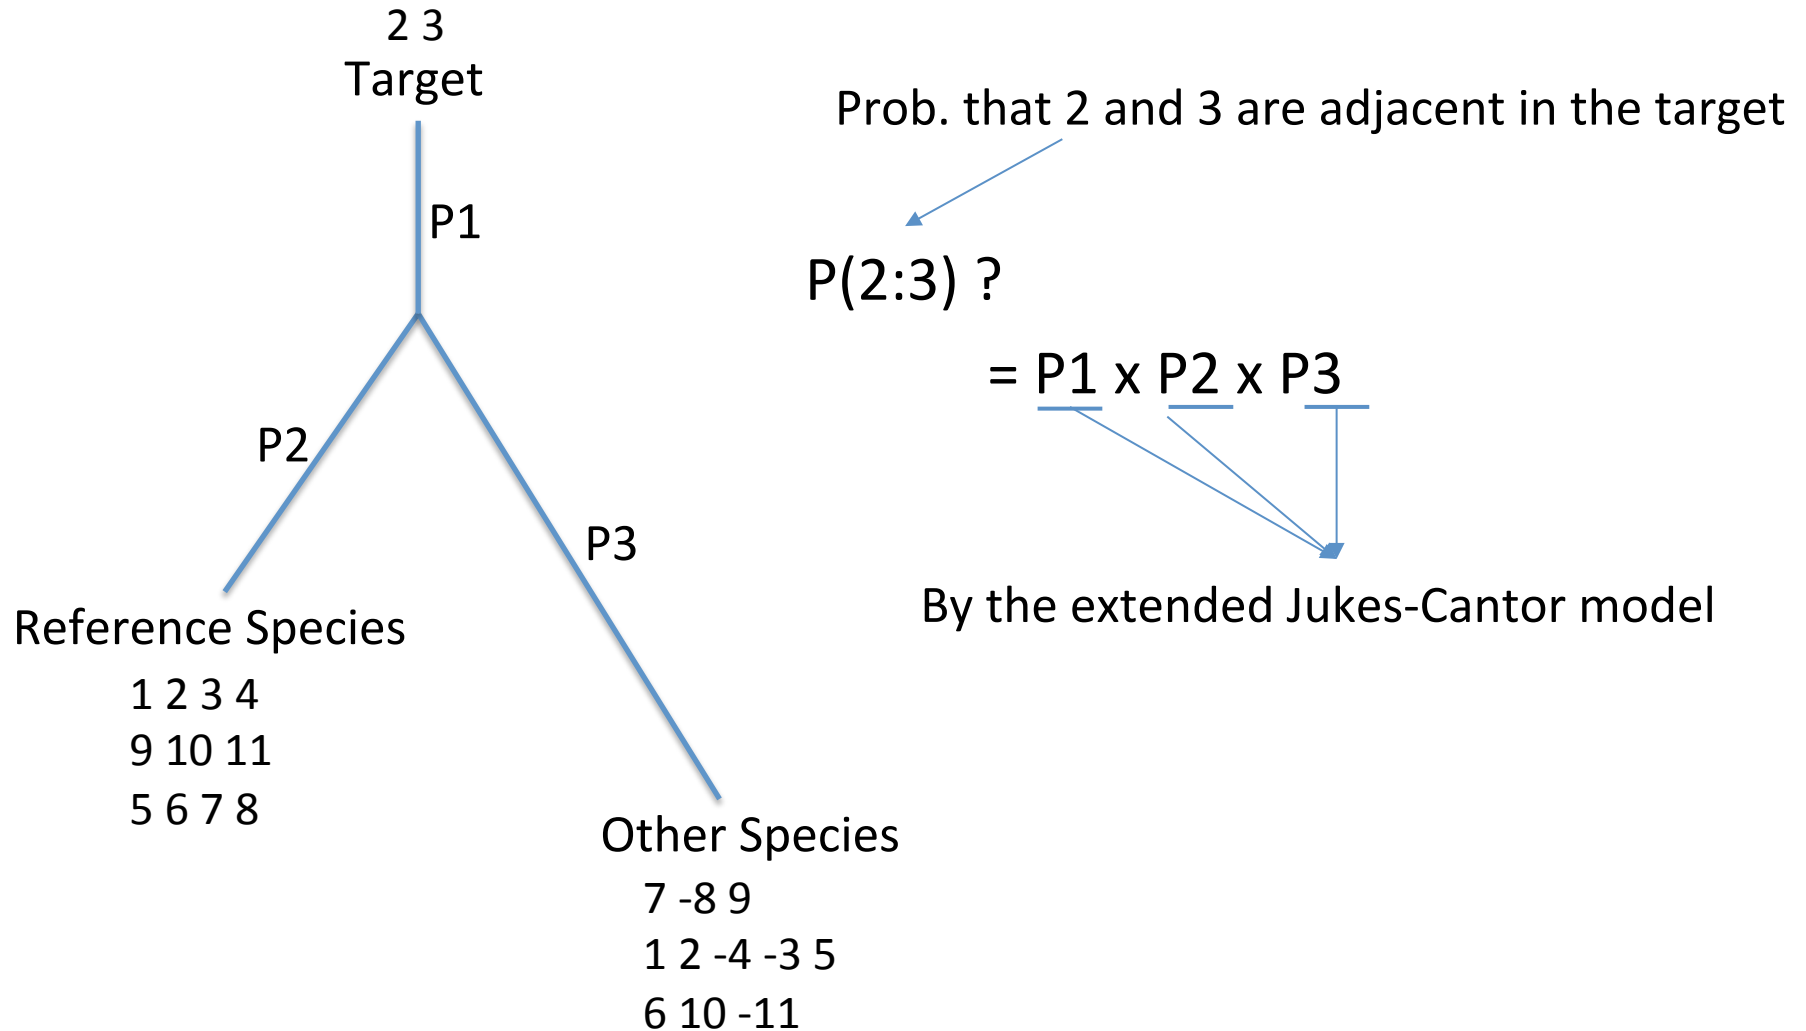 2 3
Target
Prob. that 2 and 3 are adjacent in the target
P1
P(2:3) ?
= P1 x P2 x P3
P2
P3
By the extended Jukes-Cantor model
Reference Species
1 2 3 4
9 10 11
5 6 7 8
Other Species
7 -8 9
1 2 -4 -3 5
6 10 -11